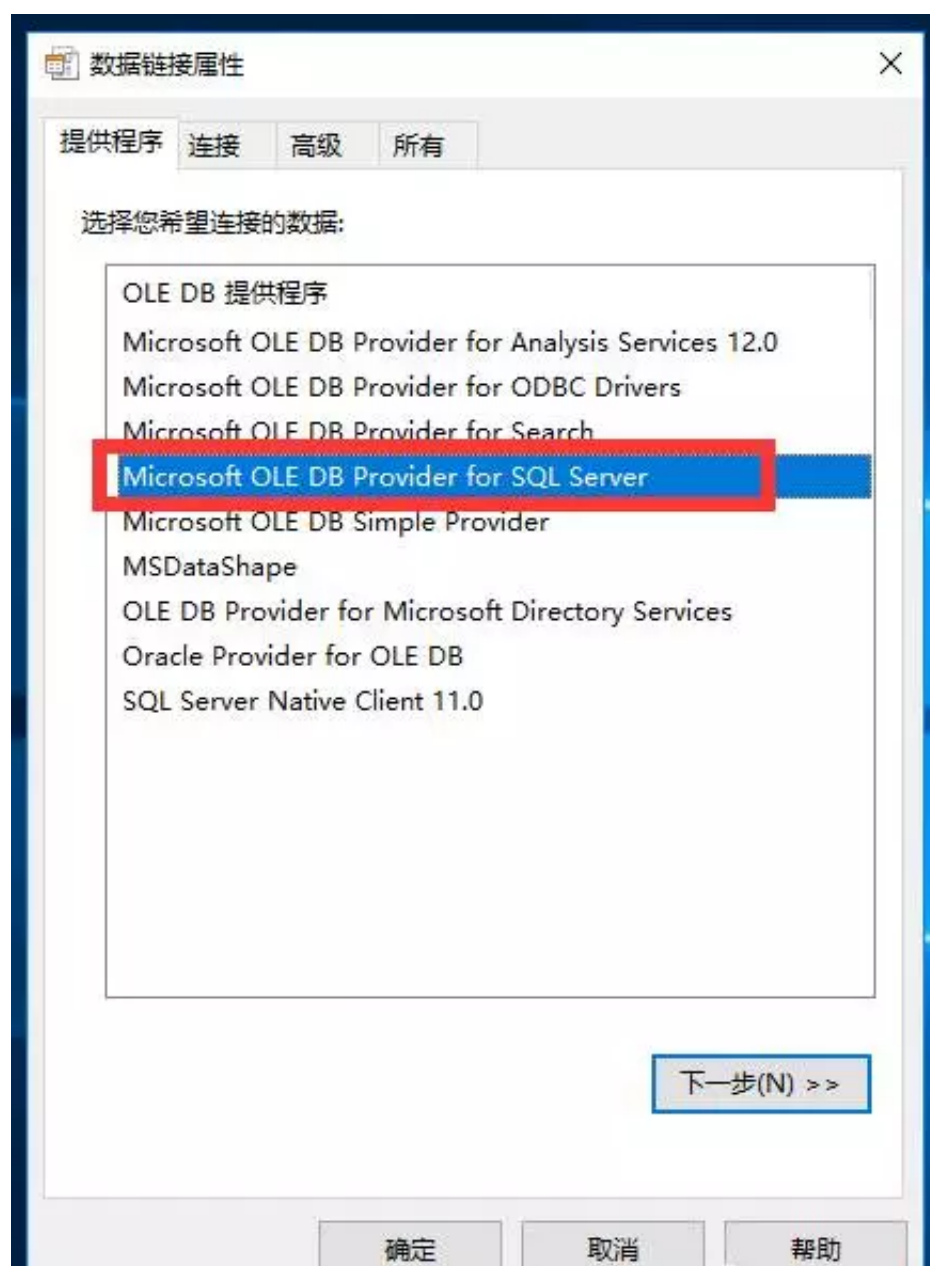 数据链接属性
提供程序 连接 高级 所有
选择您希望连接的数据:
OLE DB 提供程序
Microsoft OLE DB Provider for Analysis Services 12.0
Microsoft OLE DB Provider for ODBC Drivers
Microsoft OLE DB Provider for Search
Microsoft OLE DB Provider for SQL Server
Microsoft OLE DB Simple Provider
MSDataShape
OLE DB Provider for Microsoft Directory Services
Oracle Provider for OLE DB
SQL Server Native Client 11.0
下一步(N) >>
确定 取消 帮助